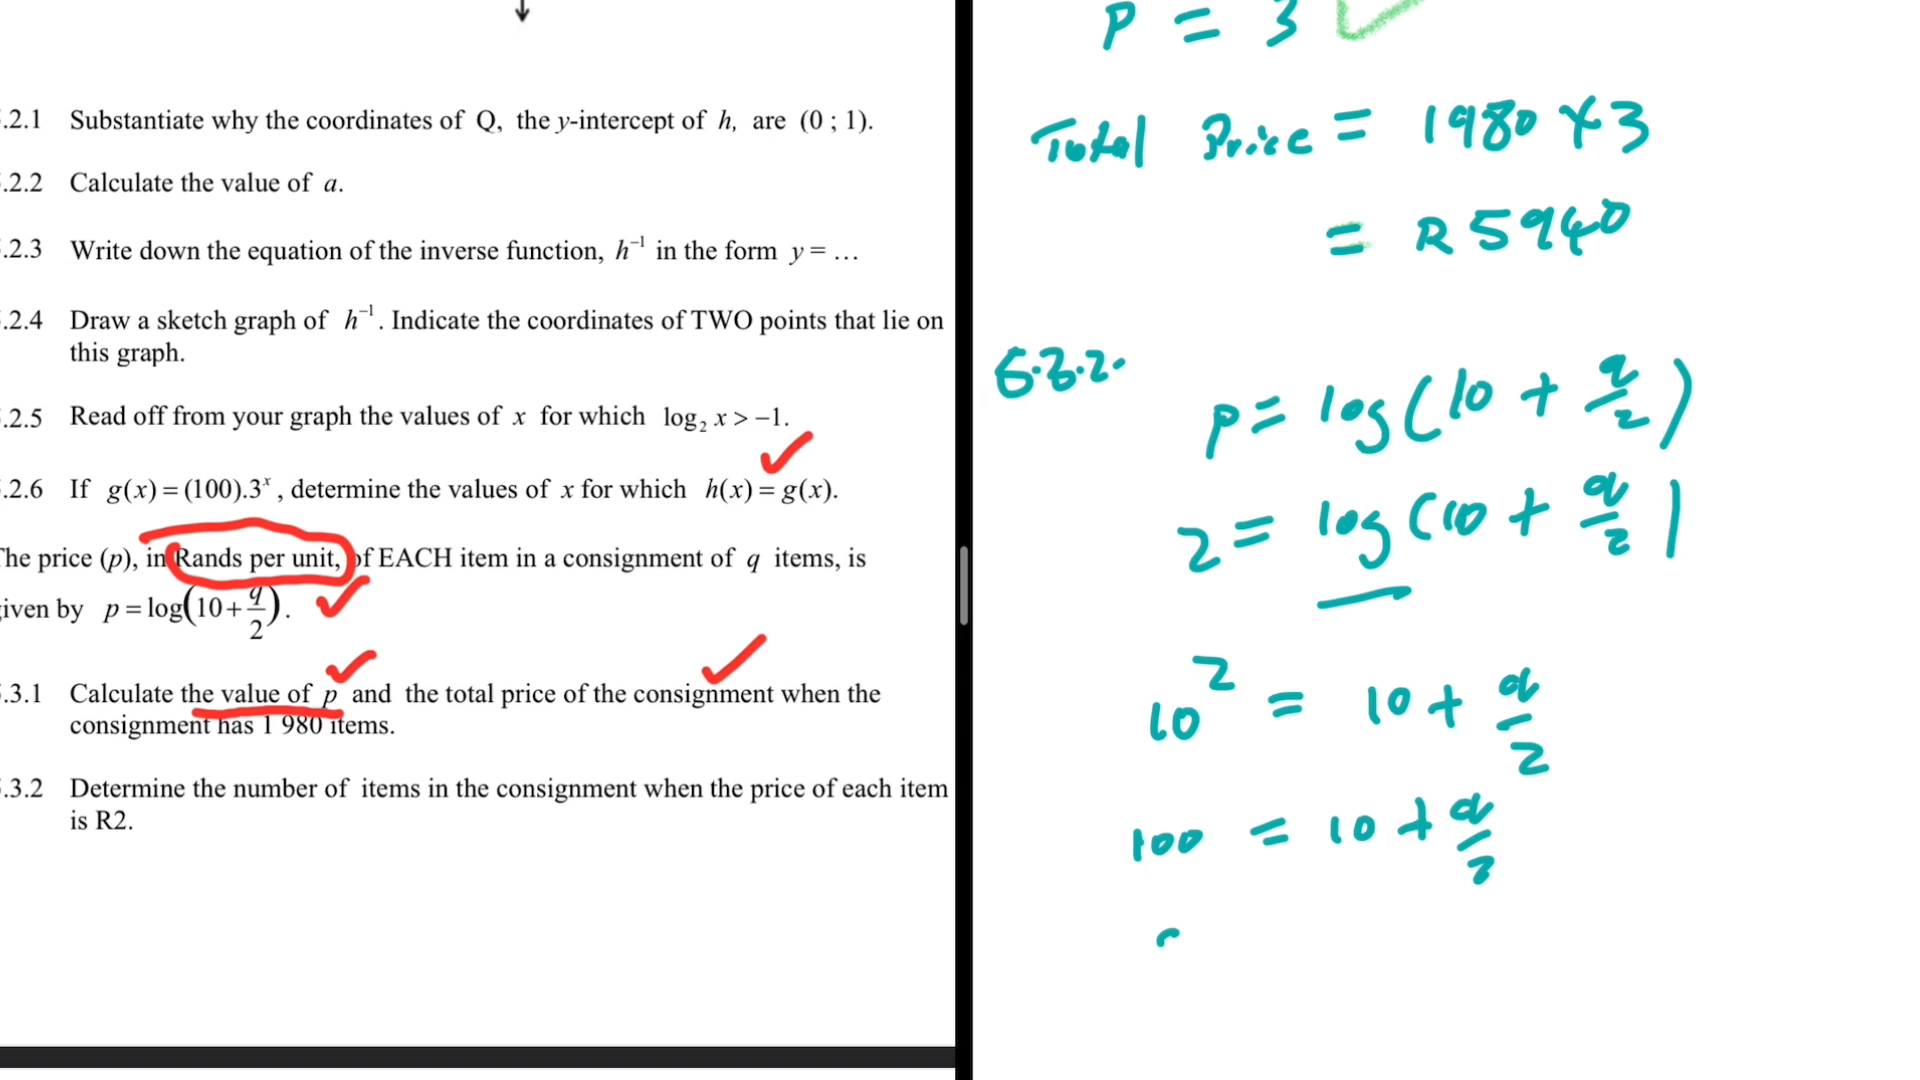 .2.1 Substantiate why the coordinates of Q, the y-intercept of h, are (0 ; 1).
.2.2 Calculate the value of a.
.2.3 Write down the equation of the inverse function, h⁻¹ in the form y = …
.2.4 Draw a sketch graph of h⁻¹. Indicate the coordinates of TWO points that lie on
this graph.
.2.5 Read off from your graph the values of x for which log₂ x > −1.
.2.6 If g(x) = (100).3ˣ, determine the values of x for which h(x) = g(x).
The price (p), in Rands per unit, of EACH item in a consignment of q items, is
given by p = log(10 + q/2).
.3.1 Calculate the value of p and the total price of the consignment when the
consignment has 1 980 items.
.3.2 Determine the number of items in the consignment when the price of each item
is R2.
P = 3
Total Price = 1980 × 3
= R5940
5.3.2.
P = log(10 + q/2)
2 = log(10 + q/2)
10² = 10 + q/2
100 = 10 + q/2